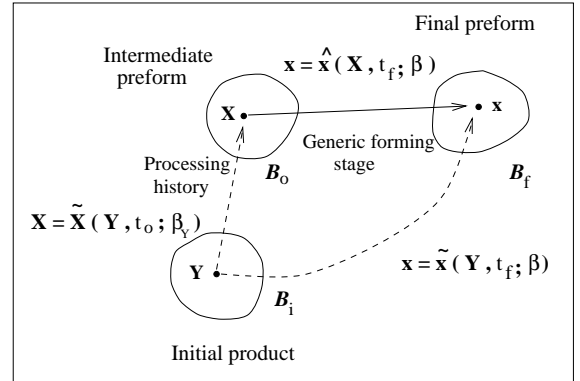 Final preform
Intermediate
preform
x = x̂ ( X , t_f ; β )
X
x
Generic forming
stage
Processing
history
B_o
B_f
X = X̃ ( Y , t_o ; β_Y )
x = x̃ ( Y , t_f ; β )
Y
B_i
Initial product